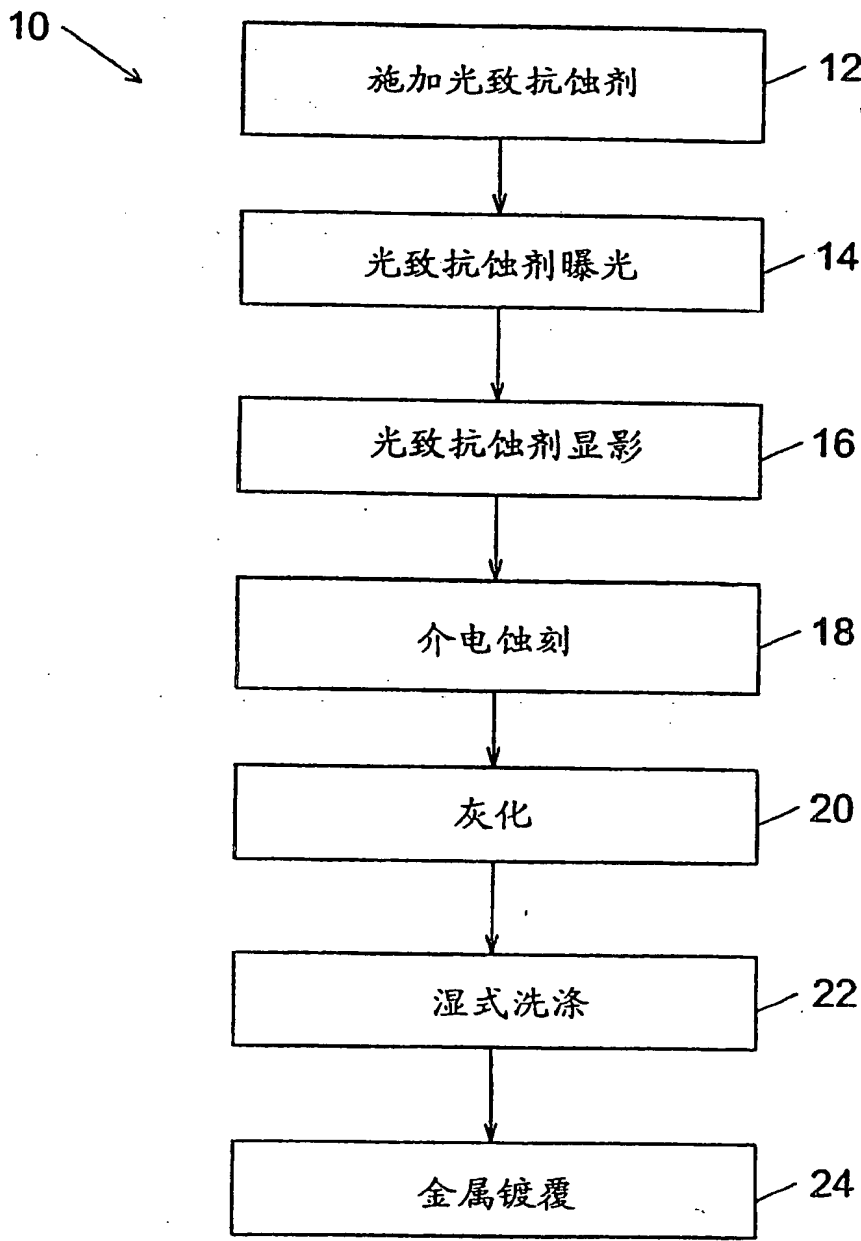 10
施加光致抗蚀剂 12
光致抗蚀剂曝光 14
光致抗蚀剂显影 16
介电蚀刻 18
灰化 20
湿式洗涤 22
金属镀覆 24